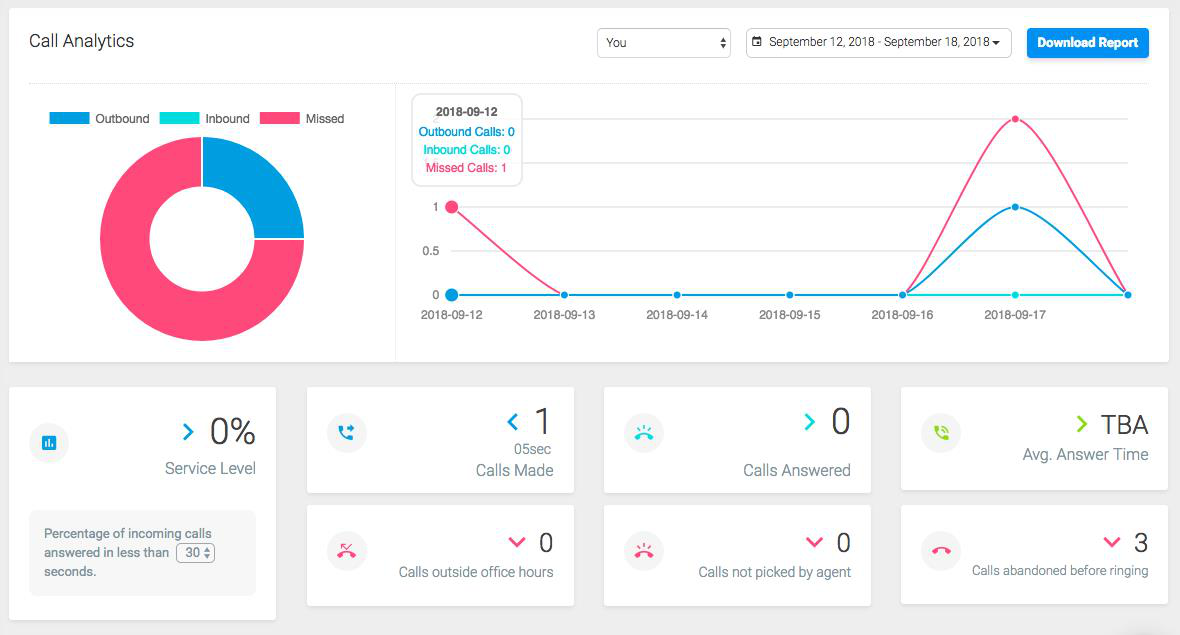 Call Analytics
You
September 12, 2018 - September 18, 2018
Download Report
Outbound Inbound Missed
2018-09-12
Outbound Calls: 0
Inbound Calls: 0
Missed Calls: 1
1
0.5
0
2018-09-12 2018-09-13 2018-09-14 2018-09-15 2018-09-16 2018-09-17
0%
Service Level
Percentage of incoming calls
answered in less than 30
seconds.
1
05sec
Calls Made
0
Calls Answered
TBA
Avg. Answer Time
0
Calls outside office hours
0
Calls not picked by agent
3
Calls abandoned before ringing